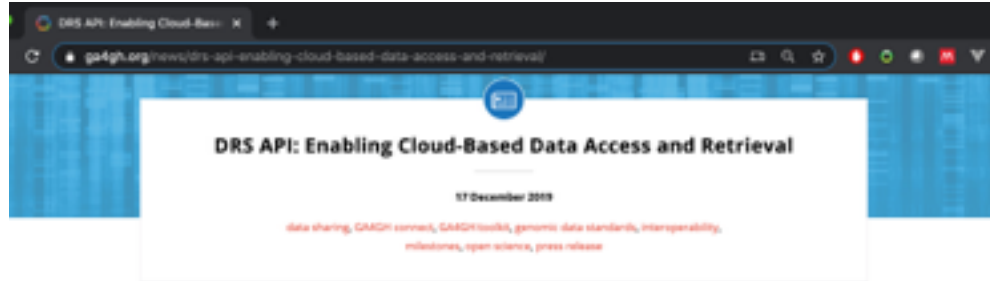 DRS API: Enabling Cloud-Base
ga4gh.org/news/drs-api-enabling-cloud-based-data-access-and-retrieval/
DRS API: Enabling Cloud-Based Data Access and Retrieval
17 December 2019
data sharing, GA4GH connect, GA4GH toolkit, genomic data standards, interoperability,
milestones, open science, press release